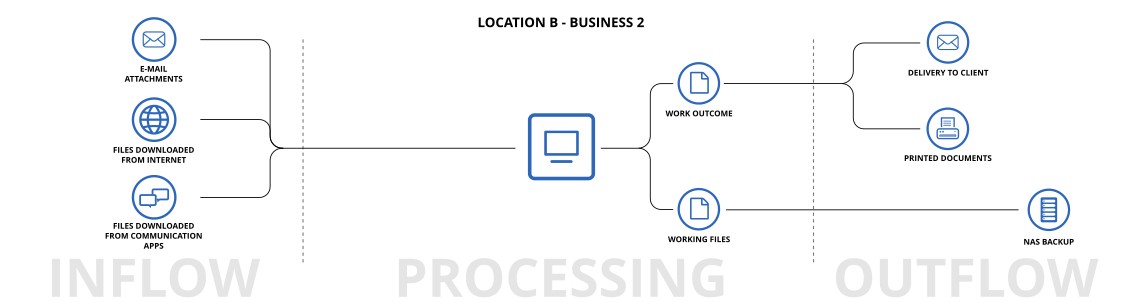 LOCATION B - BUSINESS 2
E-MAIL
ATTACHMENTS
FILES DOWNLOADED
FROM INTERNET
FILES DOWNLOADED
FROM COMMUNICATION
APPS
WORK OUTCOME
WORKING FILES
DELIVERY TO CLIENT
PRINTED DOCUMENTS
NAS BACKUP
INFLOW
PROCESSING
OUTFLOW